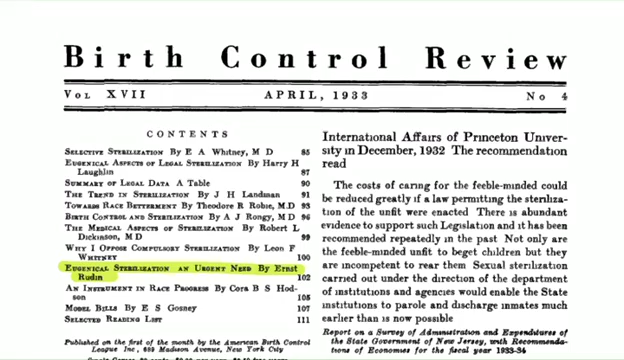 Birth Control Review
VOL XVII APRIL, 1933 No 4
CONTENTS
SELECTIVE STERILIZATION By E A WHITNEY, M D 85
EUGENICAL ASPECTS OF LEGAL STERILIZATION By HARRY H
LAUGHLIN 87
SUMMARY OF LEGAL DATA A TABLE 90
THE TREND IN STERILIZATION By J H LANDMAN 91
TOWARDS RACE BETTERMENT By THEODORE R ROBIE, M.D 93
BIRTH CONTROL AND STERILIZATION By A J RONGY, M D 96
THE MEDICAL ASPECTS OF STERILIZATION By ROBERT L
DICKINSON, M D 99
WHY I OPPOSE COMPULSORY STERILIZATION By LEON F
WHITNEY 100
EUGENICAL STERILIZATION AN URGENT NEED By ERNST
RUDIN 102
AN INSTRUMENT IN RACE PROGRESS By CORA B S HOD-
SON 105
MODEL BILLS By E S GOSNEY 107
SELECTED READING LIST 111
Published on the first of the month by the American Birth Control
League Inc, 689 Madison Avenue, New York City
International Affairs of Princeton Univer-
sity in December, 1932 The recommendation
read
The costs of caring for the feeble-minded could
be reduced greatly if a law permitting the steriliza-
tion of the unfit were enacted There is abundant
evidence to support such Legislation and it has been
recommended repeatedly in the past Not only are
the feeble-minded unfit to beget children but they
are incompetent to rear them Sexual sterilization
carried out under the direction of the department
of institutions and agencies would enable the State
institutions to parole and discharge inmates much
earlier than is now possible
Report on a Survey of Administration and Expenditures of
the State Government of New Jersey, with Recommenda-
tions of Economies for the fiscal year 1933-34